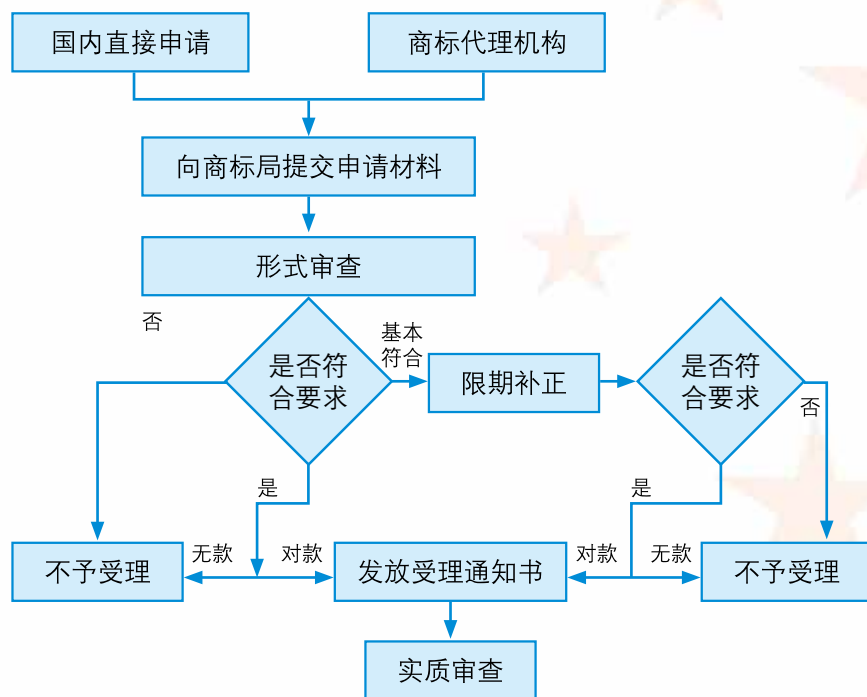 国内直接申请
商标代理机构
向商标局提交申请材料
形式审查
否
是否符
合要求
基本
符合
限期补正
是否符
合要求
否
是
是
无款
对款
对款
无款
不予受理
发放受理通知书
不予受理
实质审查